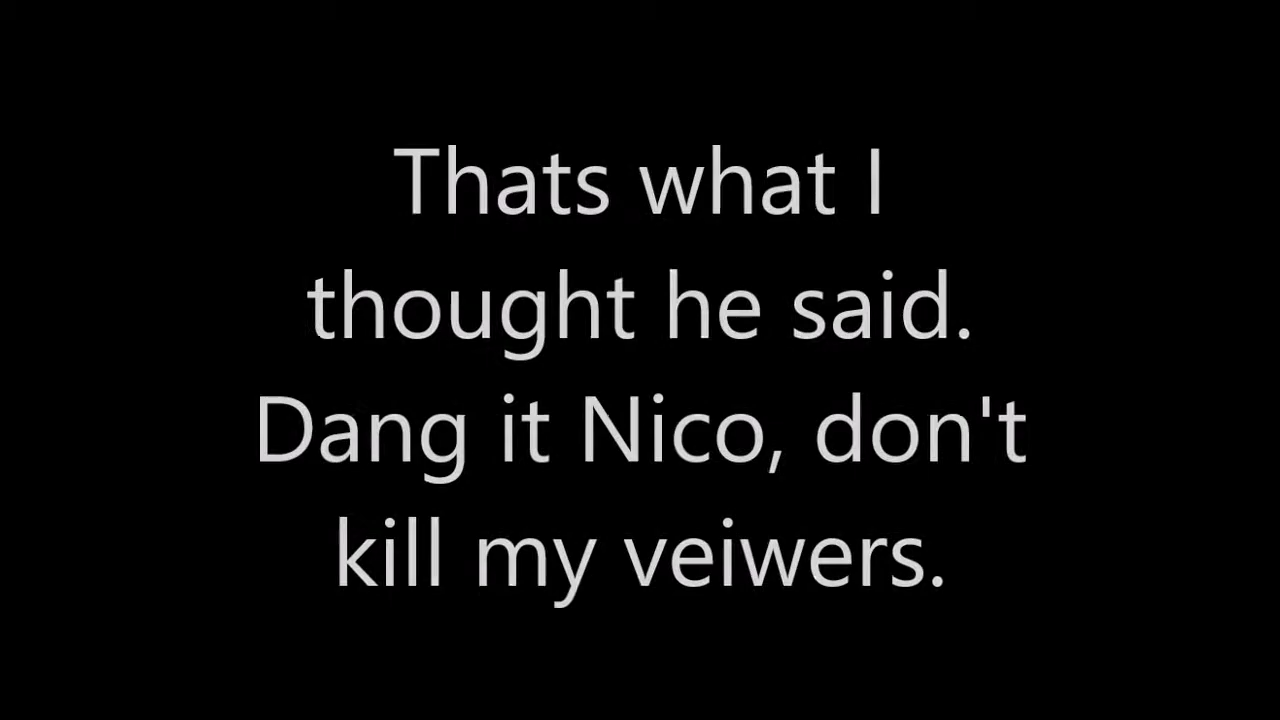 Thats what I
thought he said.
Dang it Nico, don't
kill my veiwers.